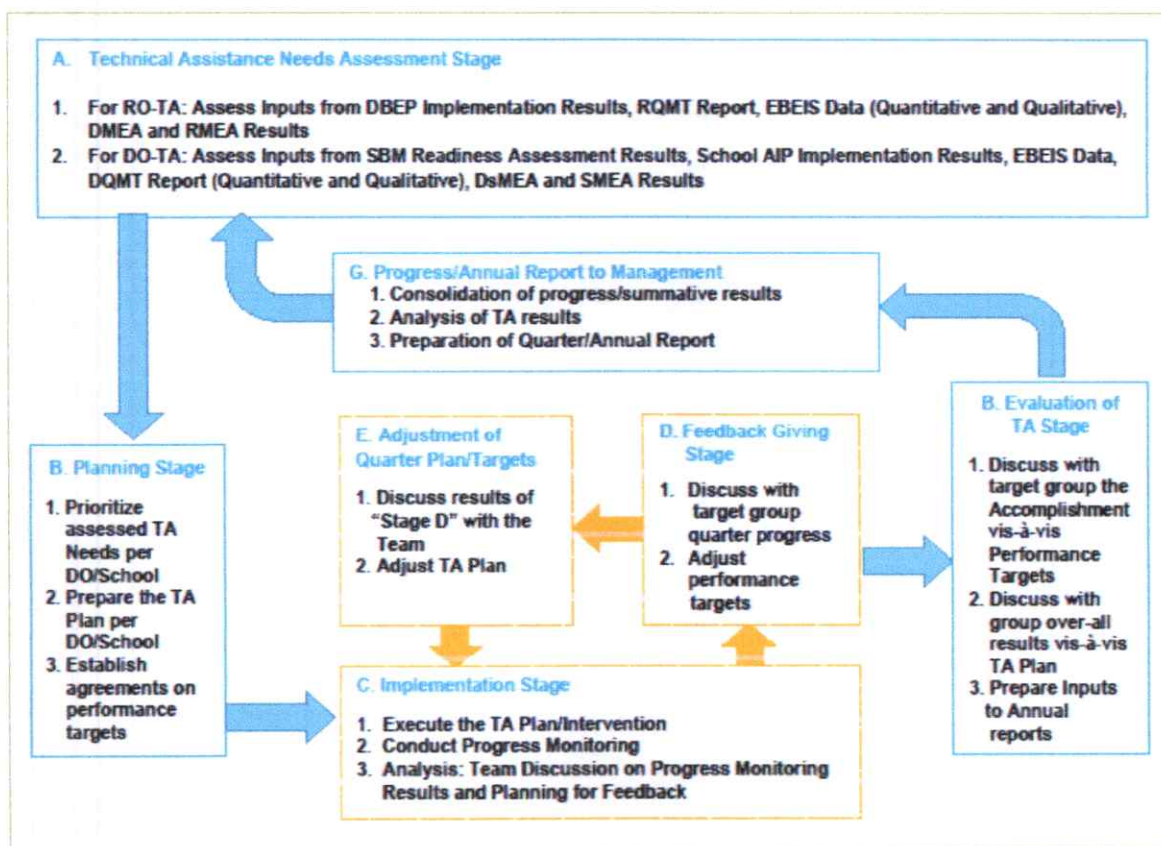 A. Technical Assistance Needs Assessment Stage
1. For RO-TA: Assess Inputs from DBEP Implementation Results, RQMT Report, EBEIS Data (Quantitative and Qualitative),
DMEA and RMEA Results
2. For DO-TA: Assess Inputs from SBM Readiness Assessment Results, School AIP Implementation Results, EBEIS Data,
DQMT Report (Quantitative and Qualitative), DsMEA and SMEA Results
G. Progress/Annual Report to Management
1. Consolidation of progress/summative results
2. Analysis of TA results
3. Preparation of Quarter/Annual Report
B. Planning Stage
1. Prioritize
assessed TA
Needs per
DO/School
2. Prepare the TA
Plan per
DO/School
3. Establish
agreements on
performance
targets
E. Adjustment of
Quarter Plan/Targets
1. Discuss results of
"Stage D" with the
Team
2. Adjust TA Plan
D. Feedback Giving
Stage
1. Discuss with
target group
quarter progress
2. Adjust
performance
targets
B. Evaluation of
TA Stage
1. Discuss with
target group the
Accomplishment
vis-à-vis
Performance
Targets
2. Discuss with
group over-all
results vis-à-vis
TA Plan
3. Prepare Inputs
to Annual
reports
C. Implementation Stage
1. Execute the TA Plan/Intervention
2. Conduct Progress Monitoring
3. Analysis: Team Discussion on Progress Monitoring
Results and Planning for Feedback